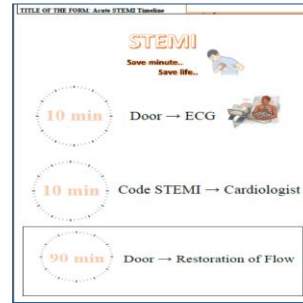 TITLE OF THE FORM: Acute STEMI Timeline
STEMI
Save minute..
Save life..
10 min Door → ECG
10 min Code STEMI → Cardiologist
90 min Door → Restoration of Flow